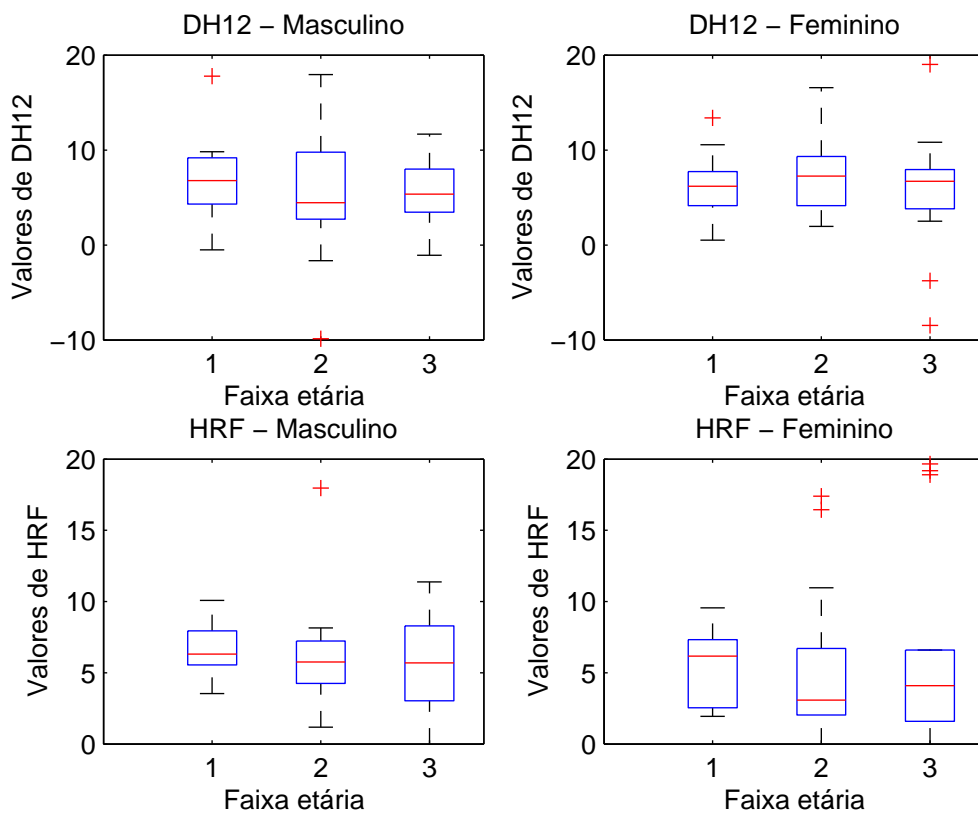 DH12 – Masculino
Valores de DH12
20
10
0
−10
1 2 3
Faixa etária
DH12 – Feminino
Valores de DH12
20
10
0
−10
1 2 3
Faixa etária
HRF – Masculino
Valores de HRF
20
15
10
5
0
1 2 3
Faixa etária
HRF – Feminino
Valores de HRF
20
15
10
5
0
1 2 3
Faixa etária